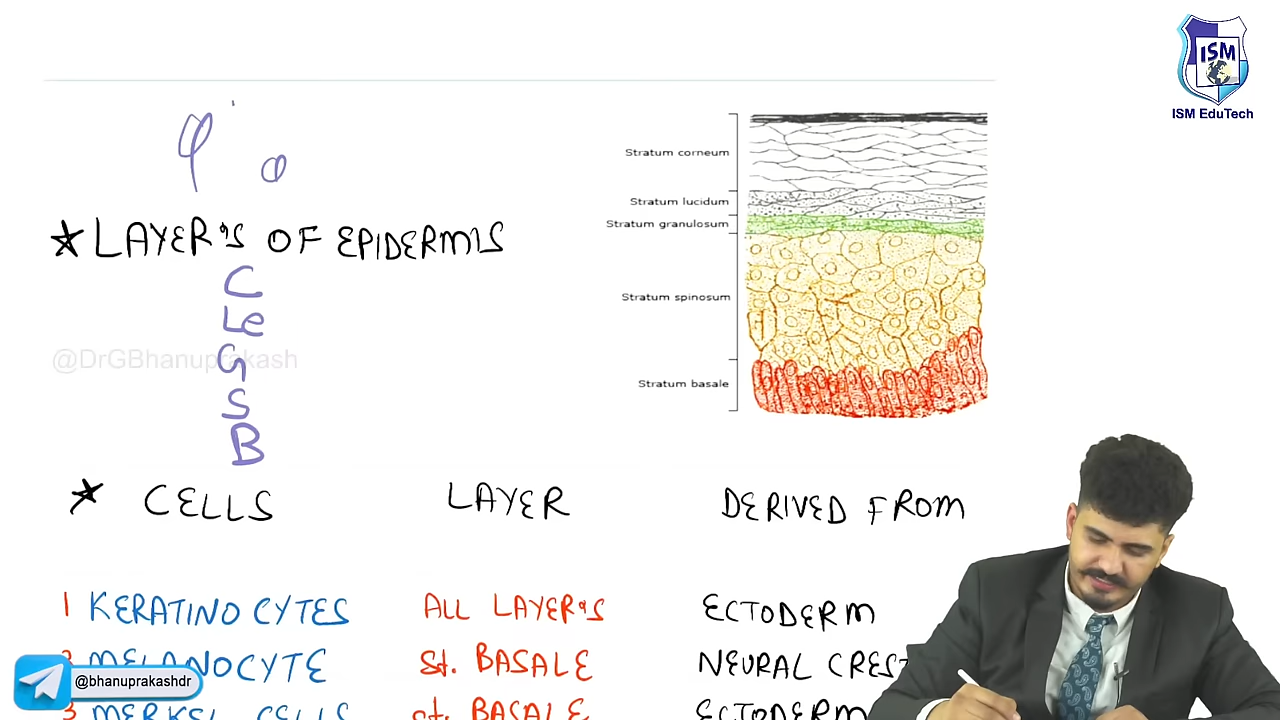 ISM
ISM EduTech
Stratum corneum
Stratum lucidum
Stratum granulosum
Stratum spinosum
Stratum basale
★ LAYER'S OF EPIDERMIS
C
Le
G
S
B
@DrGBhanuprakash
★ CELLS LAYER DERIVED FROM
1 KERATINOCYTES ALL LAYER'S ECTODERM
2 MELANOCYTE St. BASALE NEURAL CREST
3 MERKEL CELLS St. BASALE ECTODERM
@bhanuprakashdr